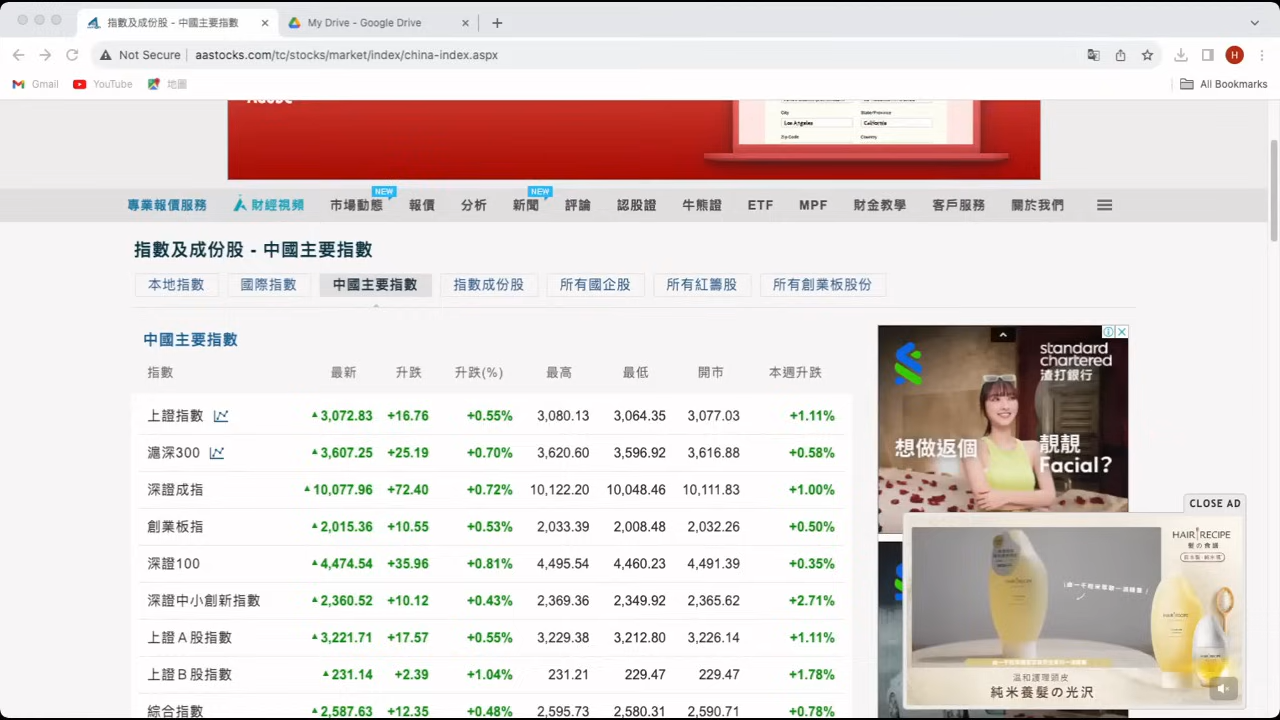 指數及成份股 - 中國主要指數
My Drive - Google Drive
Not Secure
aastocks.com/tc/stocks/market/index/china-index.aspx
H
Gmail
YouTube
地圖
All Bookmarks
City
State/Province
Los Angeles
California
Zip Code
Country
NEW
NEW
專業報價服務 財經視頻 市場動態 報價 分析 新聞 評論 認股證 牛熊證 ETF MPF 財金教學 客戶服務 關於我們
指數及成份股 - 中國主要指數
本地指數 國際指數 中國主要指數 指數成份股 所有國企股 所有紅籌股 所有創業板股份
中國主要指數
指數 最新 升跌 升跌(%) 最高 最低 開市 本週升跌
上證指數 3,072.83 +16.76 +0.55% 3,080.13 3,064.35 3,077.03 +1.11%
滬深300 3,607.25 +25.19 +0.70% 3,620.60 3,596.92 3,616.88 +0.58%
深證成指 10,077.96 +72.40 +0.72% 10,122.20 10,048.46 10,111.83 +1.00%
創業板指 2,015.36 +10.55 +0.53% 2,033.39 2,008.48 2,032.26 +0.50%
深證100 4,474.54 +35.96 +0.81% 4,495.54 4,460.23 4,491.39 +0.35%
深證中小創新指數 2,360.52 +10.12 +0.43% 2,369.36 2,349.92 2,365.62 +2.71%
上證A股指數 3,221.71 +17.57 +0.55% 3,229.38 3,212.80 3,226.14 +1.11%
上證B股指數 231.14 +2.39 +1.04% 231.21 229.47 229.47 +1.78%
綜合指數 2,587.63 +12.35 +0.48% 2,595.73 2,580.31 2,590.71 +0.78%
standard
chartered
渣打銀行
想做返個 靚靚
Facial?
CLOSE AD
HAIR RECIPE
髮の食譜
溫和護理頭皮
純米養髮の光沢